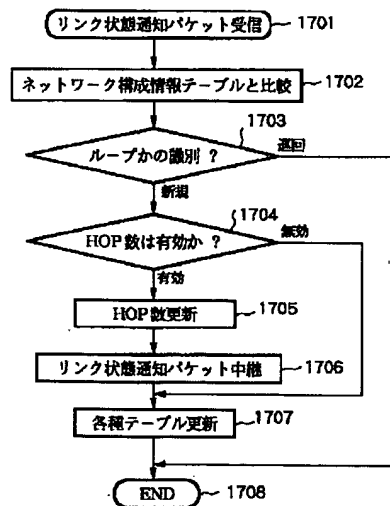 リンク状態通知パケット受信
1701
ネットワーク構成情報テーブルと比較
1702
1703
ループかの識別 ?
巡回
新規
1704
HOP数は有効か ?
無効
有効
HOP数更新
1705
リンク状態通知パケット中継
1706
各種テーブル更新
1707
END
1708